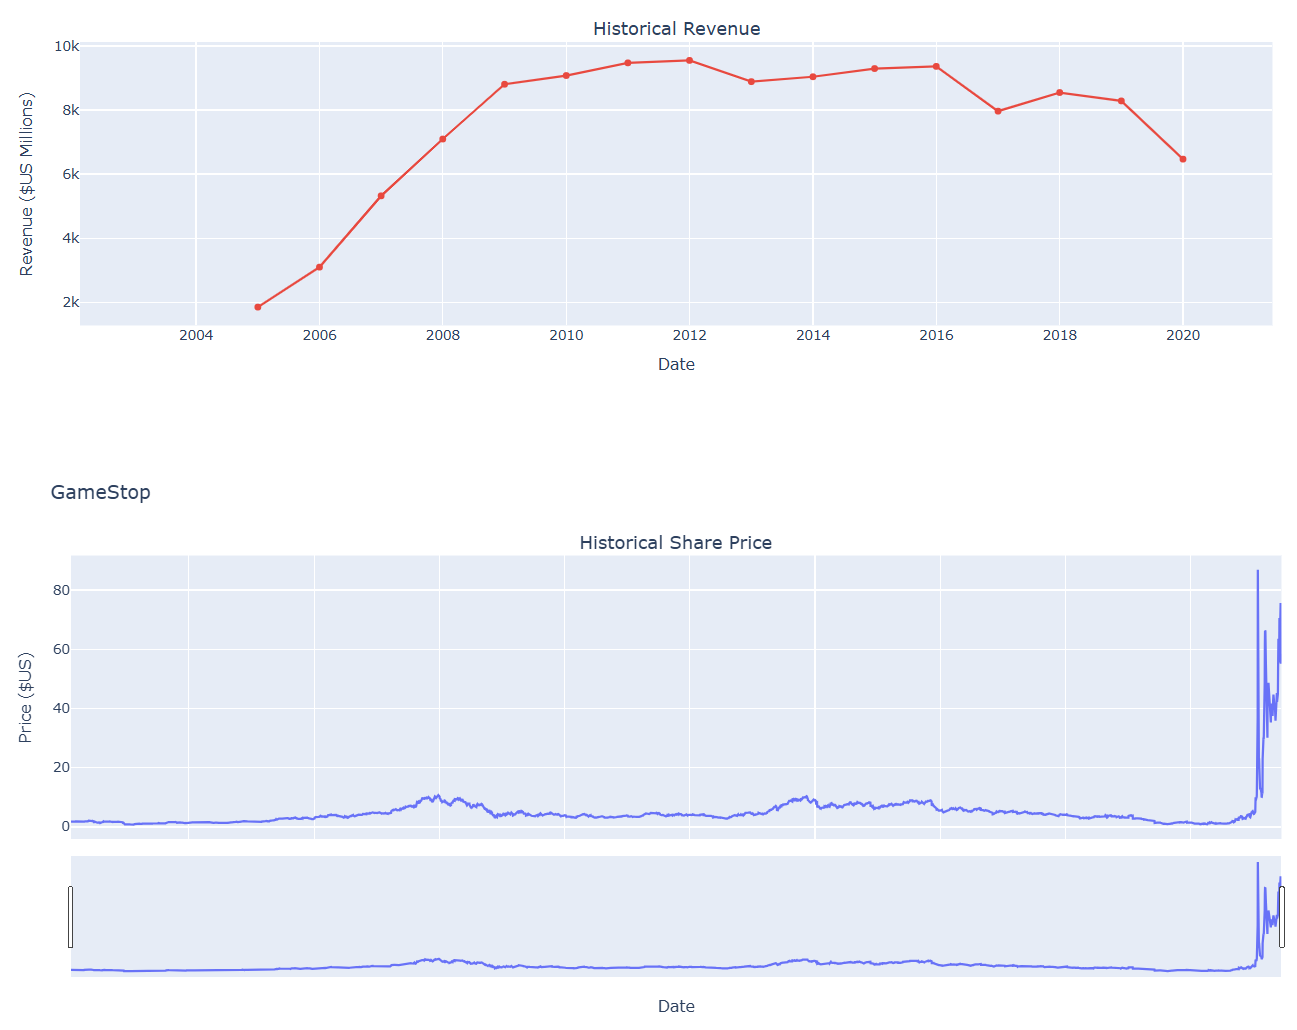 Historical Revenue
10k
8k
6k
4k
2k
Revenue ($US Millions)
2004 2006 2008 2010 2012 2014 2016 2018 2020
Date
GameStop
Historical Share Price
80
60
40
20
0
Price ($US)
Date